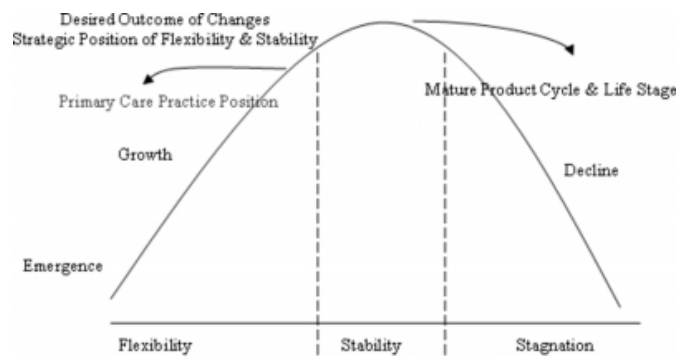 Desired Outcome of Changes
Strategic Position of Flexibility & Stability
Primary Care Practice Position
Mature Product Cycle & Life Stage
Growth
Decline
Emergence
Flexibility
Stability
Stagnation